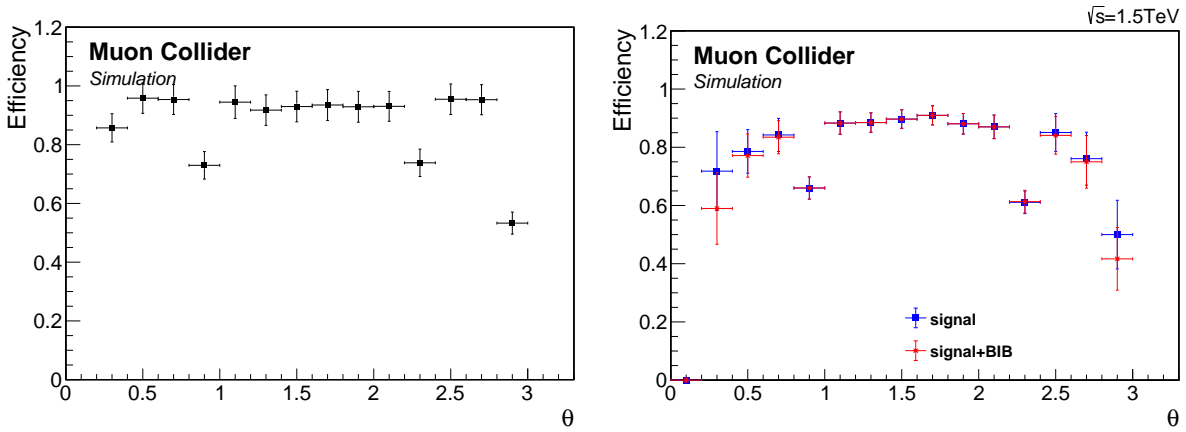 Muon Collider
Simulation
Efficiency
1.2
1
0.8
0.6
0.4
0.2
0
0 0.5 1 1.5 2 2.5 3
θ
√s=1.5TeV
Muon Collider
Simulation
Efficiency
1.2
1
0.8
0.6
0.4
0.2
0
signal
signal+BIB
0 0.5 1 1.5 2 2.5 3
θ